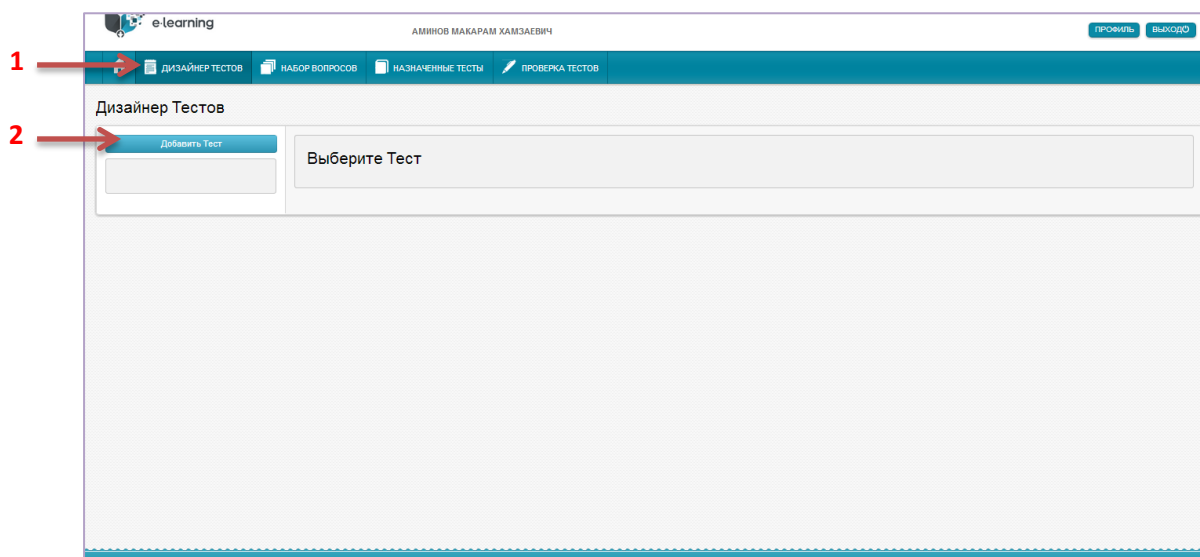 e-learning
АМИНОВ МАКАРАМ ХАМЗАЕВИЧ
ПРОФИЛЬ ВЫХОД
1
ДИЗАЙНЕР ТЕСТОВ НАБОР ВОПРОСОВ НАЗНАЧЕННЫЕ ТЕСТЫ ПРОВЕРКА ТЕСТОВ
Дизайнер Тестов
2
Добавить Тест
Выберите Тест